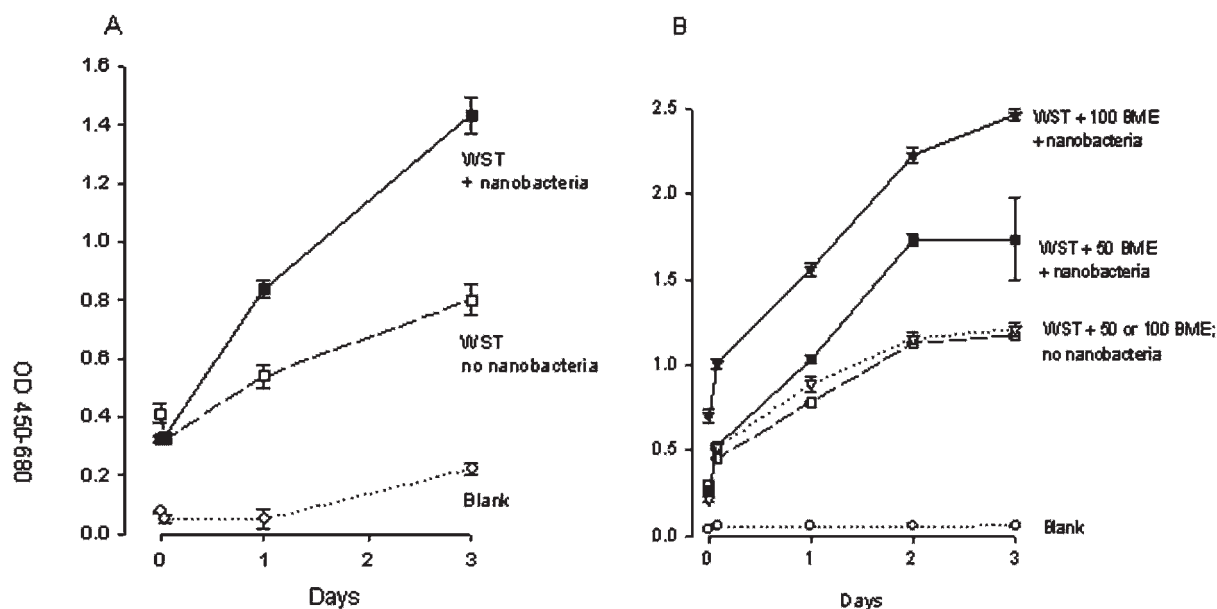 A
1.6
1.4
1.2
1.0
0.8
0.6
0.4
0.2
0.0
OD 450-680
0 1 2 3
Days
WST
+ nanobacteria
WST
no nanobacteria
Blank
B
2.5
2.0
1.5
1.0
0.5
0.0
0 1 2 3
Days
WST + 100 BME
+ nanobacteria
WST + 50 BME
+ nanobacteria
WST + 50 or 100 BME;
no nanobacteria
Blank